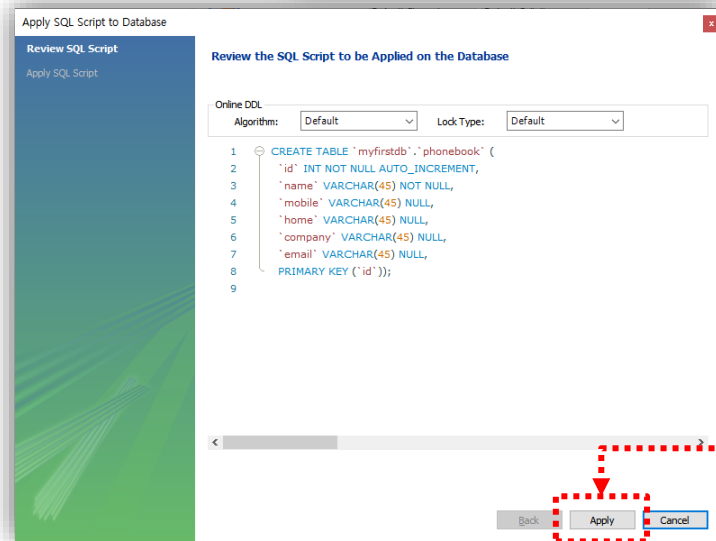 Apply SQL Script to Database
x
Review SQL Script
Apply SQL Script
Review the SQL Script to be Applied on the Database
Online DDL
Algorithm: Default Lock Type: Default
1 CREATE TABLE `myfirstdb`.`phonebook` (
2 `id` INT NOT NULL AUTO_INCREMENT,
3 `name` VARCHAR(45) NOT NULL,
4 `mobile` VARCHAR(45) NULL,
5 `home` VARCHAR(45) NULL,
6 `company` VARCHAR(45) NULL,
7 `email` VARCHAR(45) NULL,
8 PRIMARY KEY (`id`));
9
Back Apply Cancel